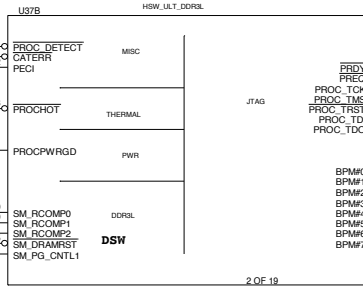 U37B
HSW_ULT_DDR3L
PROC_DETECT
CATERR
PECI
MISC
PRDY
PREQ
PROC_TCK
PROC_TMS
PROC_TRST
PROC_TD
PROC_TDO
JTAG
PROCHOT
THERMAL
PROCPWRGD
PWR
BPM#0
BPM#1
BPM#2
BPM#3
BPM#4
BPM#5
BPM#6
BPM#7
SM_RCOMP0
SM_RCOMP1
SM_RCOMP2
SM_DRAMRST
SM_PG_CNTL1
DDR3L
DSW
2 OF 19